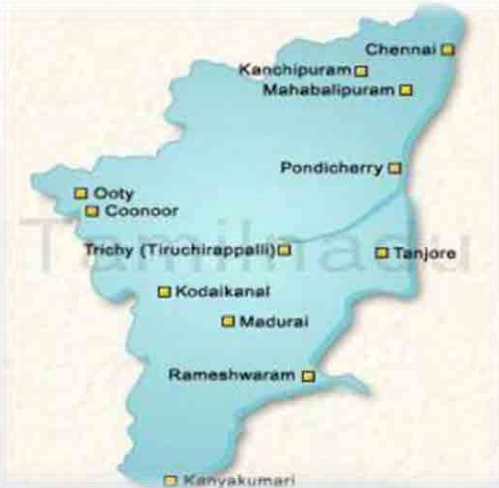 Chennai
Kanchipuram
Mahabalipuram
Pondicherry
Ooty
Coonoor
Tamilnadu
Trichy (Tiruchirappalli)
Tanjore
Kodaikanal
Madurai
Rameshwaram
Kanyakumari